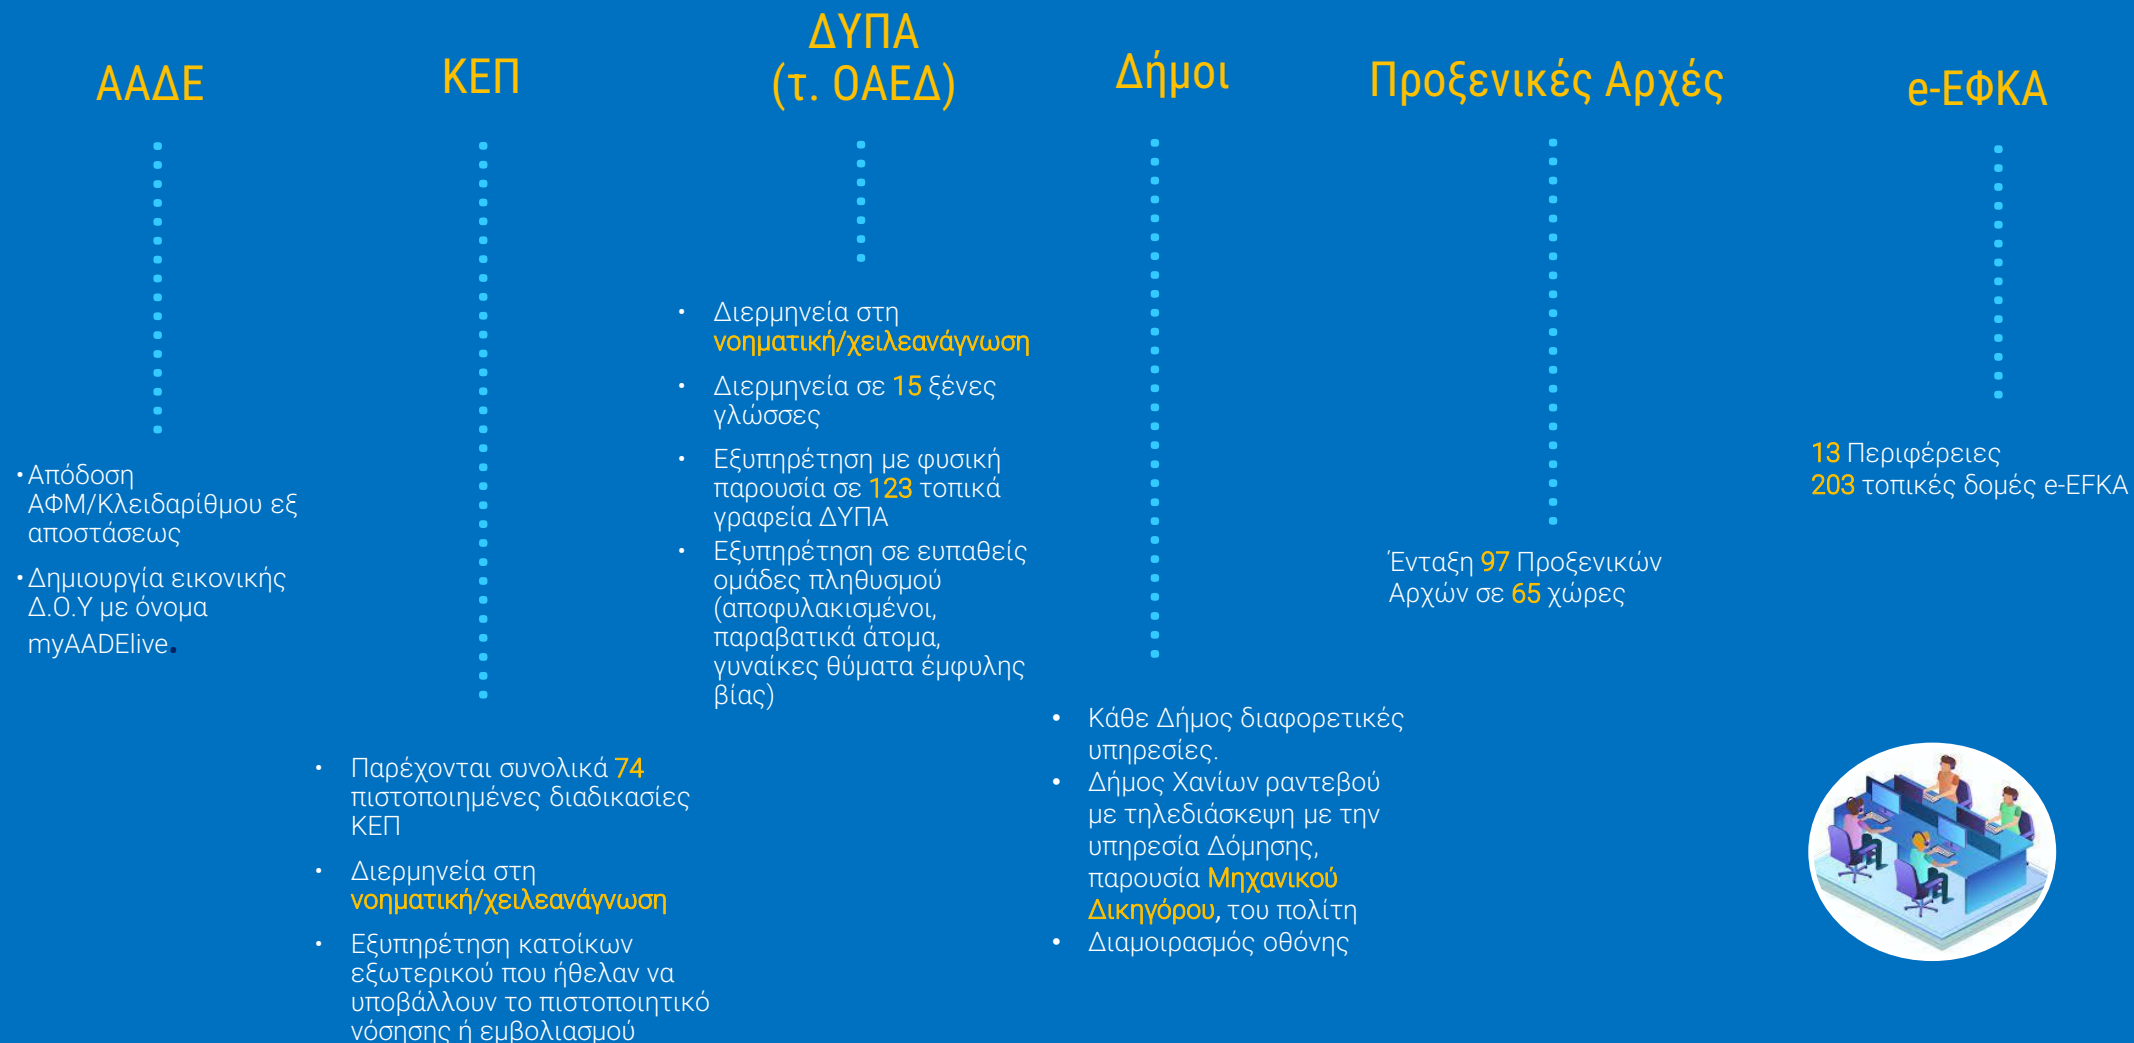 ΑΑΔΕ
•Απόδοση
ΑΦΜ/Κλειδαρίθμου εξ
αποστάσεως
•Δημιουργία εικονικής
Δ.Ο.Υ με όνομα
myAADElive.
ΚΕΠ
• Παρέχονται συνολικά 74
πιστοποιημένες διαδικασίες
ΚΕΠ
• Διερμηνεία στη
νοηματική/χειλεανάγνωση
• Εξυπηρέτηση κατοίκων
εξωτερικού που ήθελαν να
υποβάλλουν το πιστοποιητικό
νόσησης ή εμβολιασμού
ΔΥΠΑ
(τ. ΟΑΕΔ)
• Διερμηνεία στη
νοηματική/χειλεανάγνωση
• Διερμηνεία σε 15 ξένες
γλώσσες
• Εξυπηρέτηση με φυσική
παρουσία σε 123 τοπικά
γραφεία ΔΥΠΑ
• Εξυπηρέτηση σε ευπαθείς
ομάδες πληθυσμού
(αποφυλακισμένοι,
παραβατικά άτομα,
γυναίκες θύματα έμφυλης
βίας)
Δήμοι
• Κάθε Δήμος διαφορετικές
υπηρεσίες.
• Δήμος Χανίων ραντεβού
με τηλεδιάσκεψη με την
υπηρεσία Δόμησης,
παρουσία Μηχανικού
Δικηγόρου, του πολίτη
• Διαμοιρασμός οθόνης
Προξενικές Αρχές
Ένταξη 97 Προξενικών
Αρχών σε 65 χώρες
e-ΕΦΚΑ
13 Περιφέρειες
203 τοπικές δομές e-EFKA